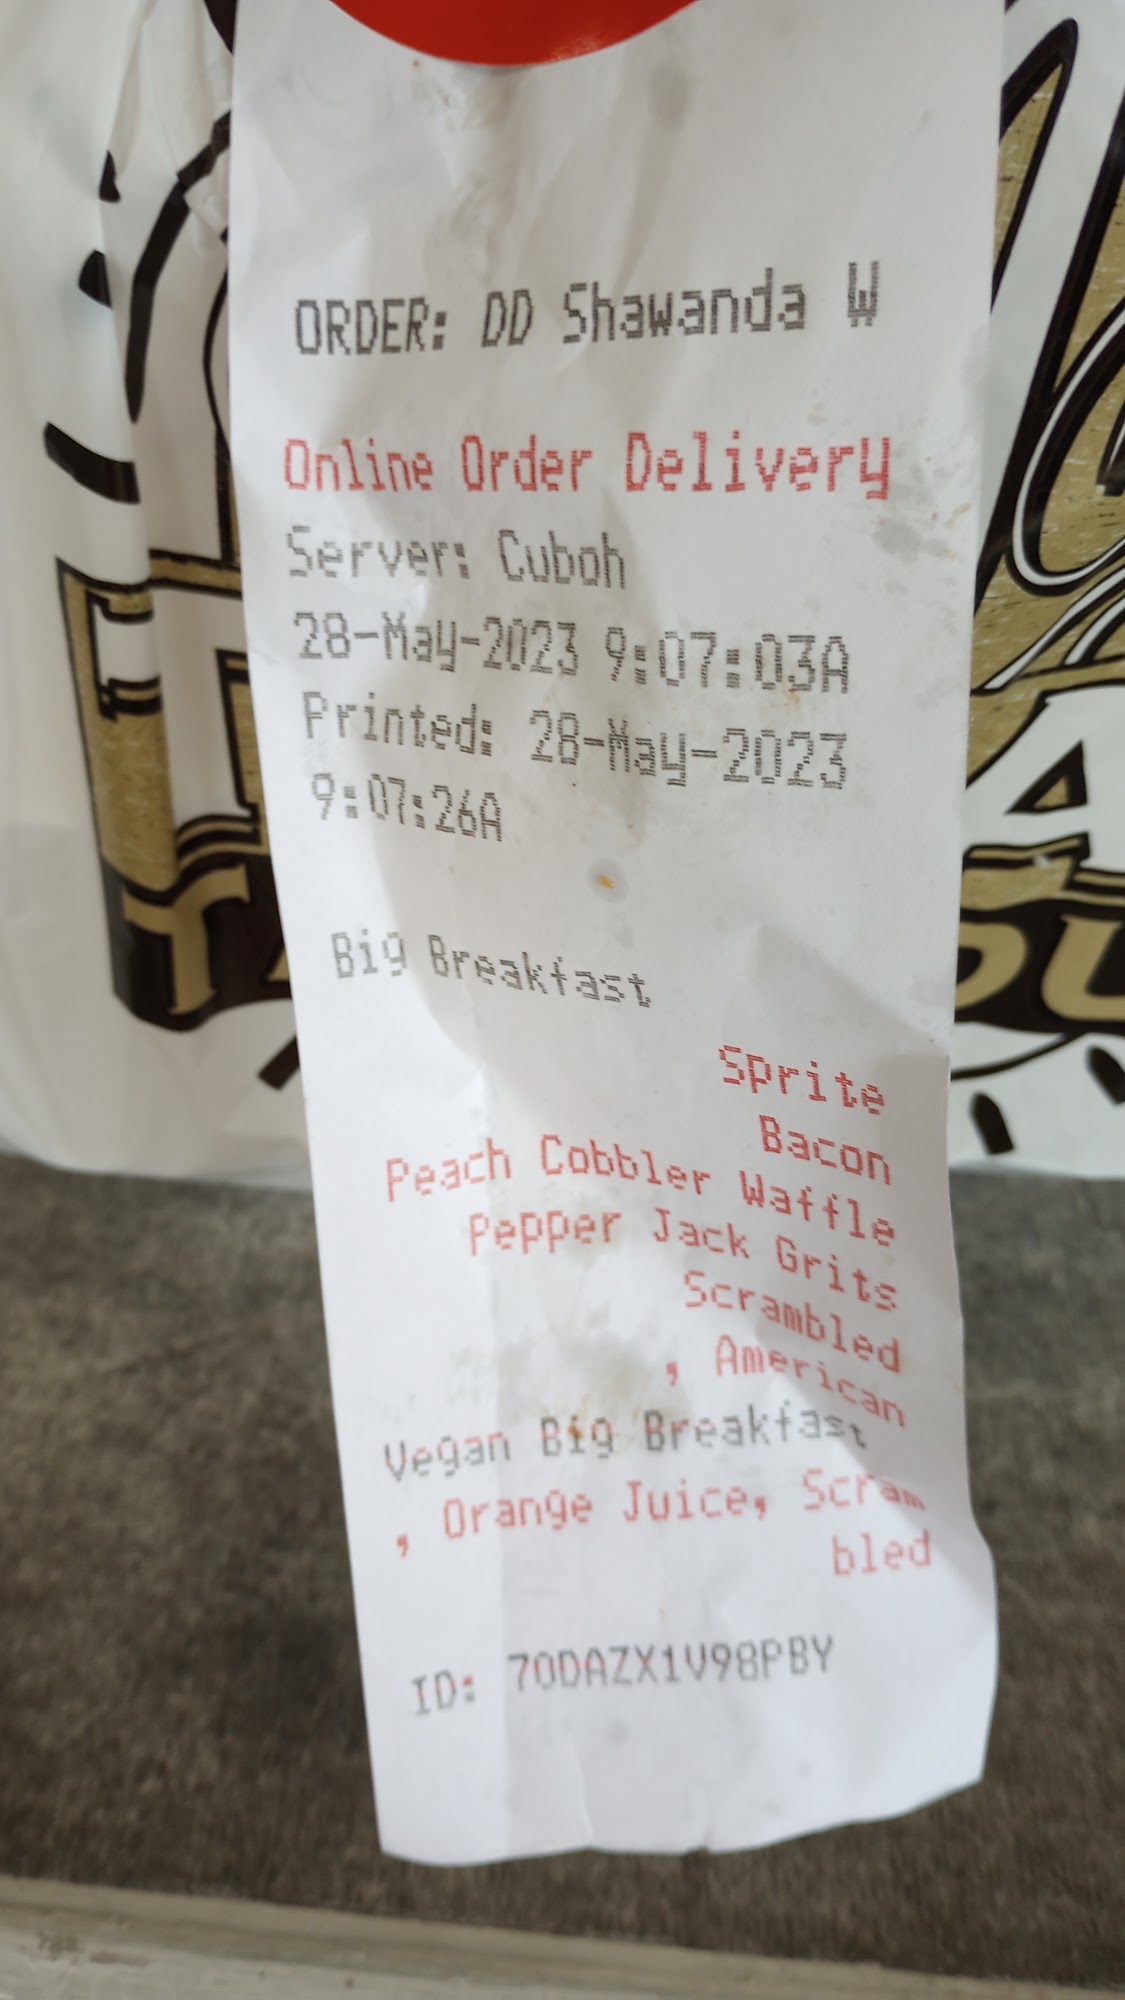 ORDER: DD Shawanda W
Online Order Delivery
Server: Cuboh
28-May-2023 9:07:03A
Printed: 28-May-2023
9:07:26A
Big Breakfast
Sprite
Bacon
Peach Cobbler Waffle
Pepper Jack Grits
Scrambled
, American
Vegan Big Breakfast
, Orange Juice, Scram
bled
ID: 70DAZX1V98PBY